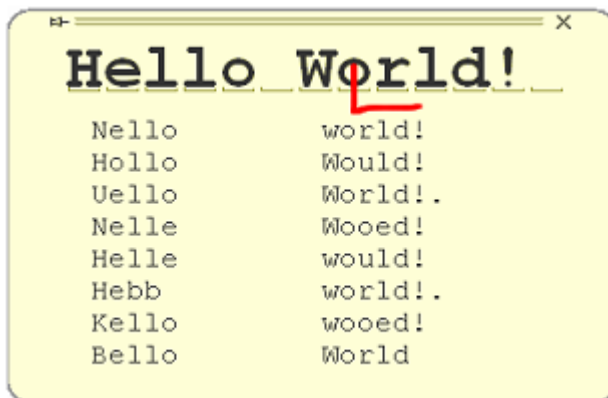 Hello World!
Nello world!
Hollo Would!
Uello World!.
Nelle Wooed!
Helle would!
Hebb world!.
Kello wooed!
Bello World